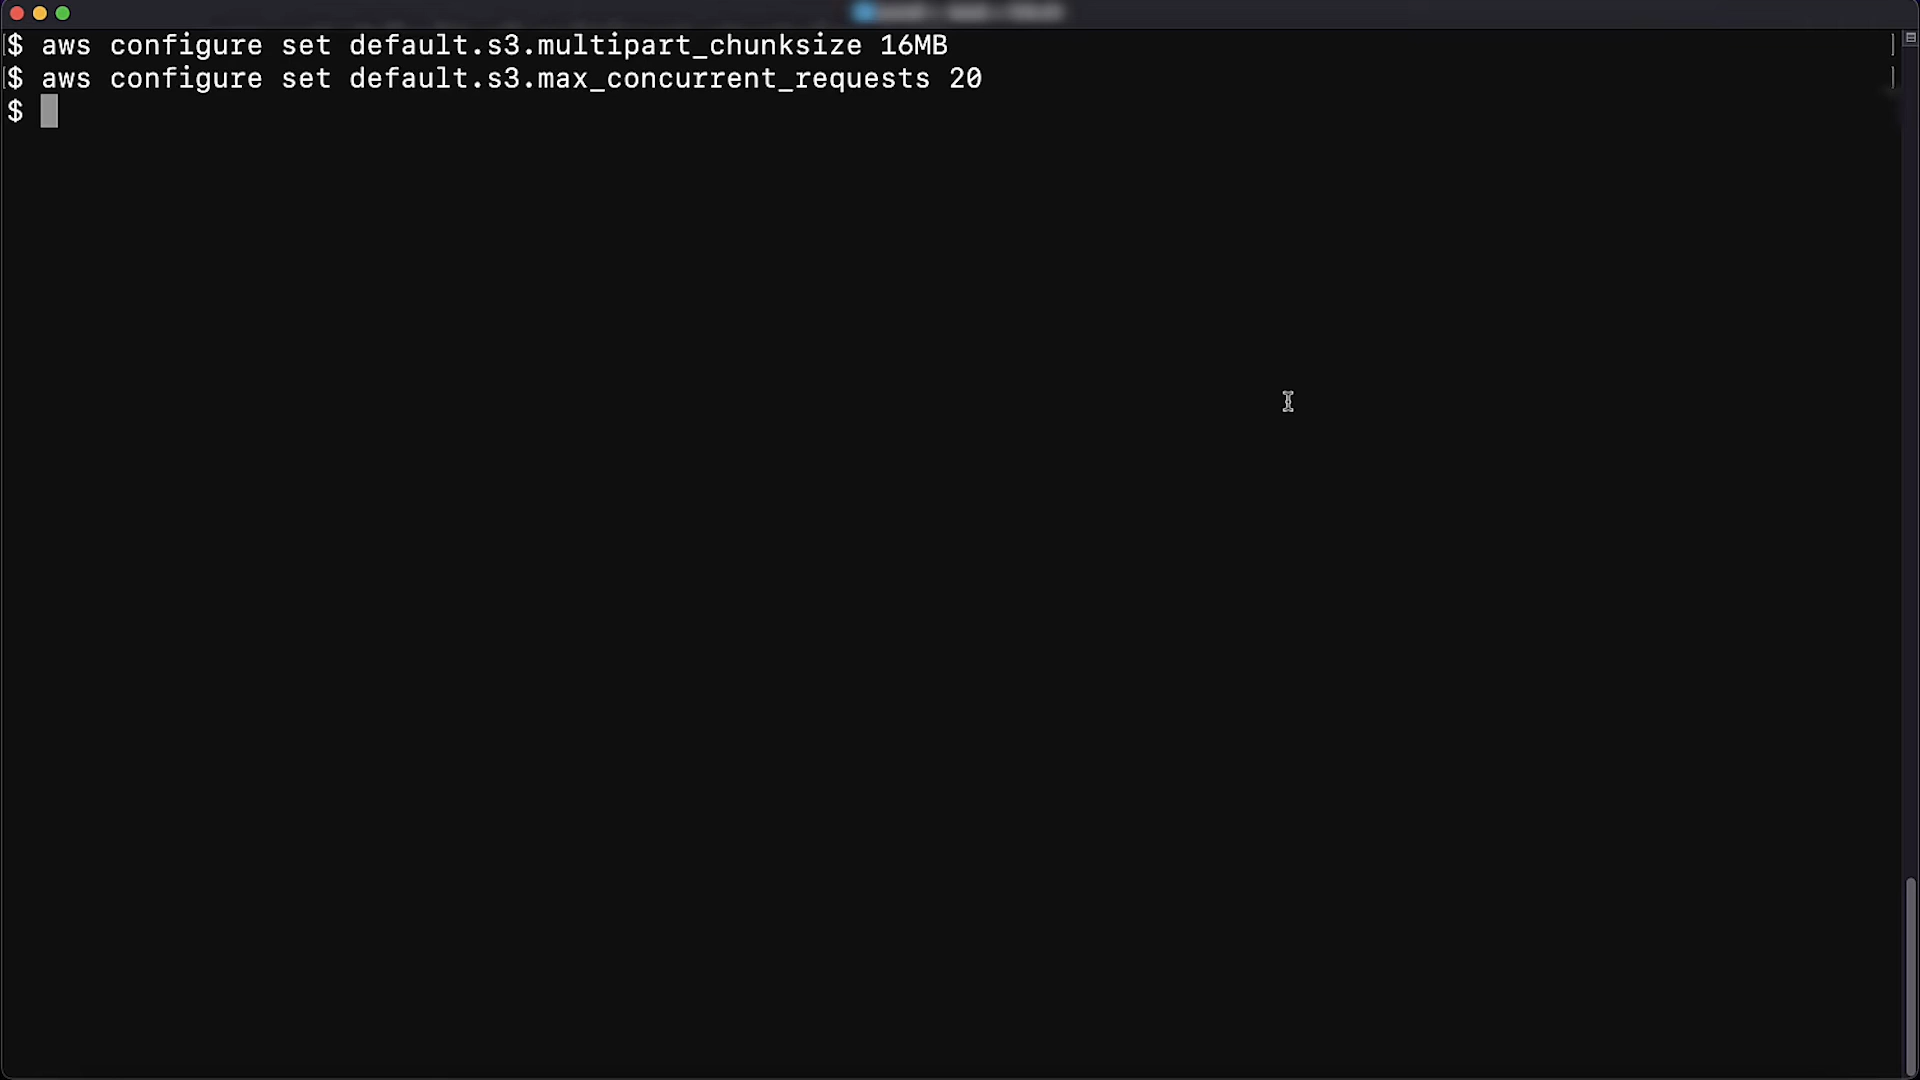 $ aws configure set default.s3.multipart_chunksize 16MB
$ aws configure set default.s3.max_concurrent_requests 20
$